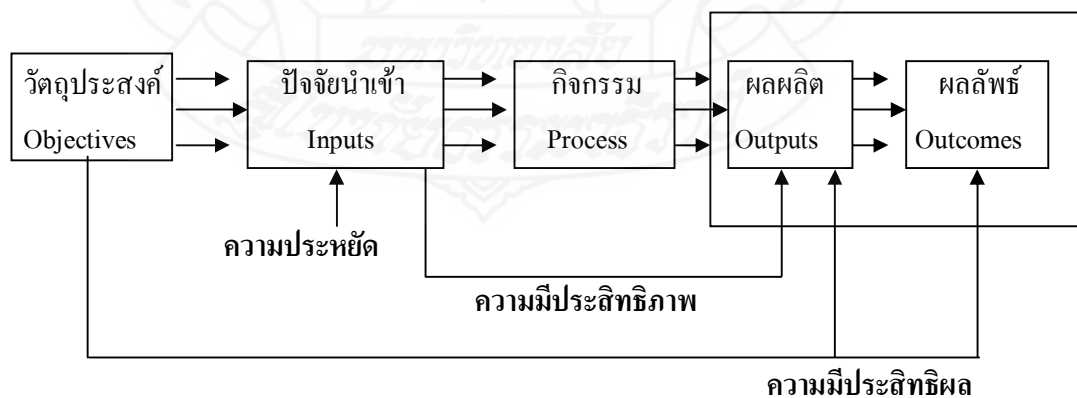 วัตถุประสงค์
Objectives
ปัจจัยนำเข้า
Inputs
กิจกรรม
Process
ผลผลิต
Outputs
ผลลัพธ์
Outcomes
ความประหยัด
ความมีประสิทธิภาพ
ความมีประสิทธิผล